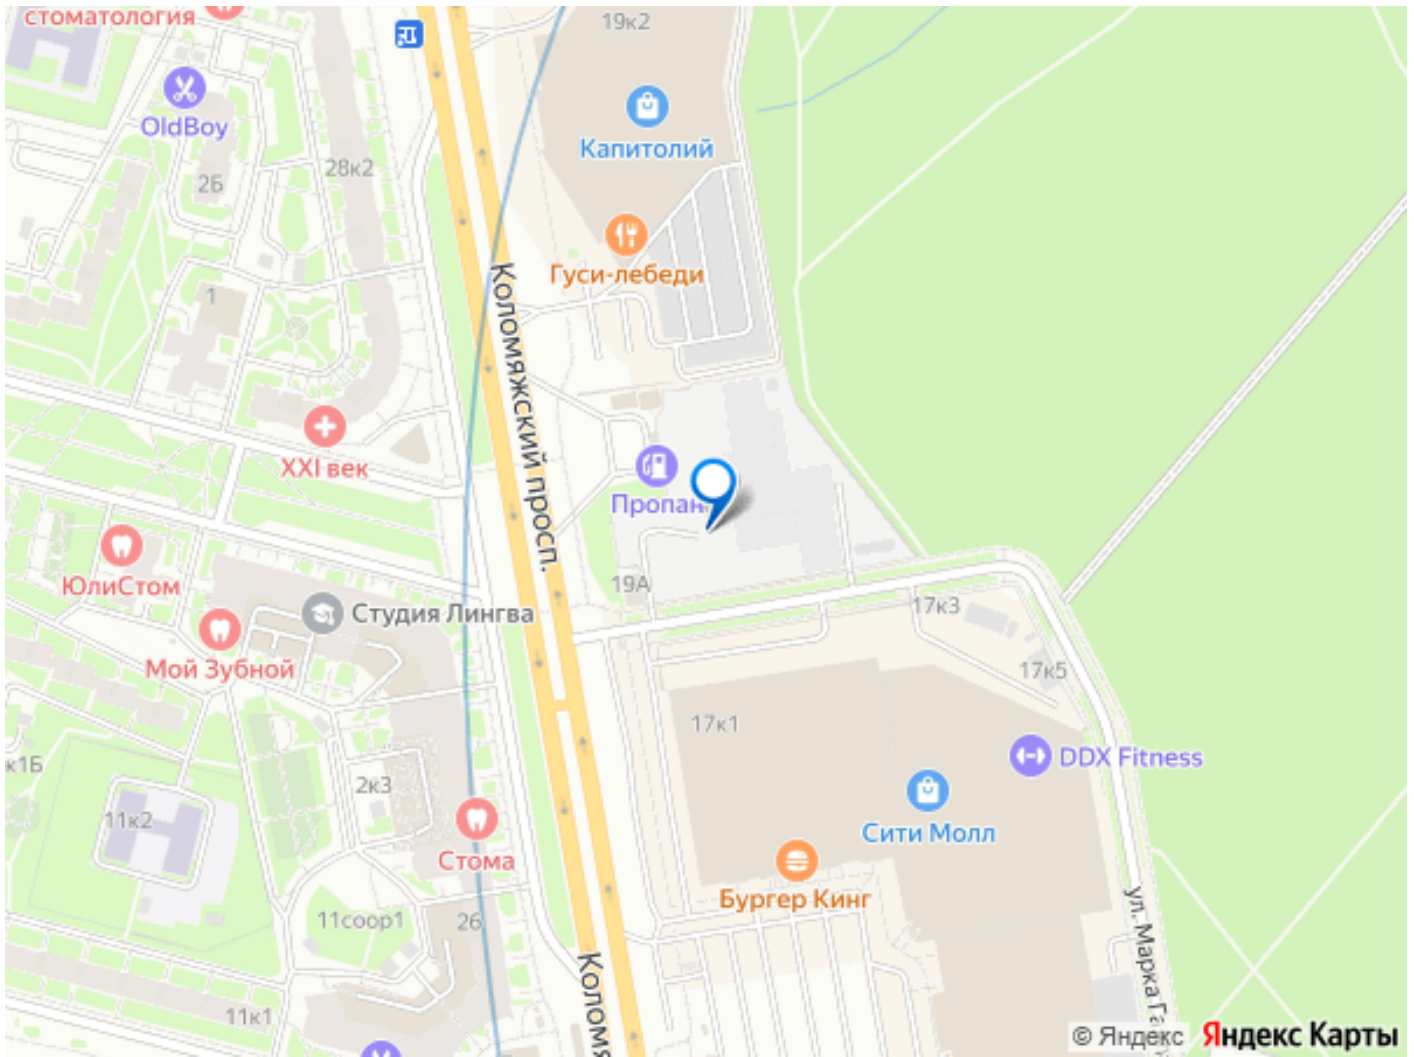 стоматология
19к2
OldBoy
Капитолий
28к2
2Б
Гуси-лебеди
1
Коломяжский просп.
XXI век
Пропан
ЮлиСтом
19А
Студия Лингва
17к3
Мой Зубной
17к5
17к1
DDX Fitness
к1Б
2к3
11к2
Сити Молл
Стома
Бургер Кинг
11соор1
26
ул. Марка Га
Коломя
11к1
© Яндекс Яндекс Карты